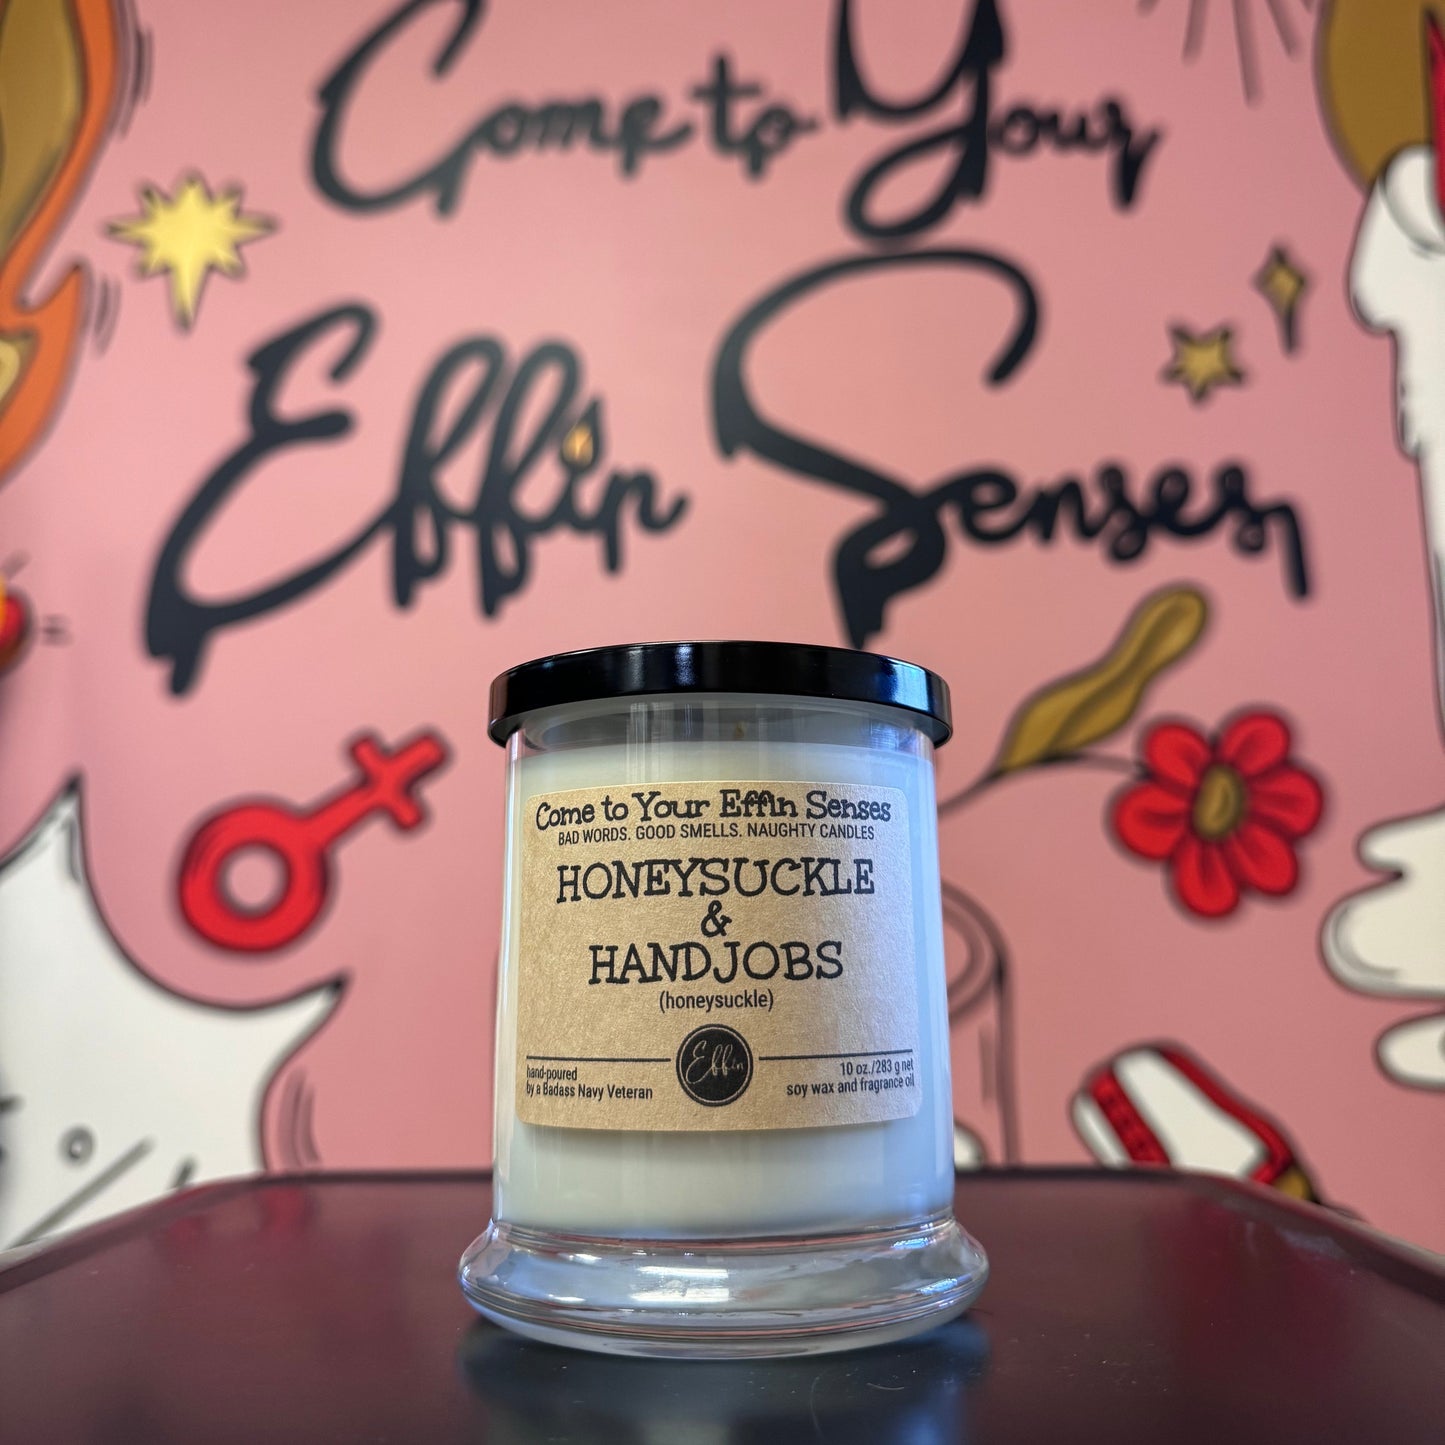 Come to Your
Effin Senses
Come to Your Effin Senses
BAD WORDS. GOOD SMELLS. NAUGHTY CANDLES
HONEYSUCKLE
&
HANDJOBS
(honeysuckle)
Effin
hand-poured
by a Badass Navy Veteran
10 oz./283 g net
soy wax and fragrance oil